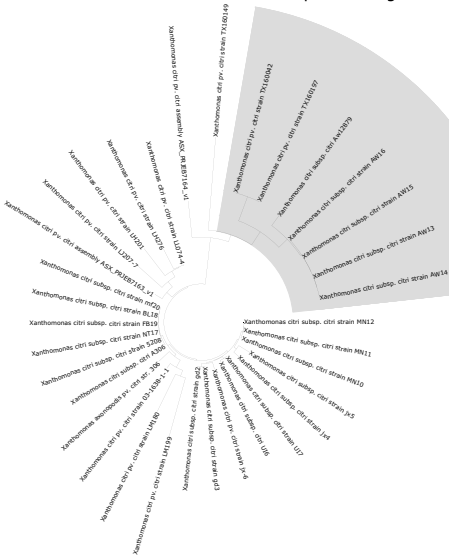 Xanthomonas citri pv. citri strain TX160149
Xanthomonas citri pv. citri strain TX160042
Xanthomonas citri pv. citri strain TX160197
Xanthomonas citri subsp. citri Aw12879
Xanthomonas citri subsp. citri strain AW16
Xanthomonas citri subsp. citri strain AW15
Xanthomonas citri subsp. citri strain AW13
Xanthomonas citri subsp. citri strain AW14
Xanthomonas citri subsp. citri strain MN12
Xanthomonas citri subsp. citri strain MN11
Xanthomonas citri subsp. citri strain MN10
Xanthomonas citri subsp. citri strain jx5
Xanthomonas citri subsp. citri strain jx4
Xanthomonas citri subsp. citri strain UI7
Xanthomonas citri subsp. citri UI6
Xanthomonas citri pv. citri strain jx-6
Xanthomonas citri subsp. citri strain gd3
Xanthomonas citri subsp. citri strain gd2
Xanthomonas citri pv. citri strain LM199
Xanthomonas citri pv. citri strain LM180
Xanthomonas citri pv. citri strain 03-1638-1-1
Xanthomonas axonopodis pv. citri str. 306
Xanthomonas citri subsp. citri A306
Xanthomonas citri subsp. citri strain 5208
Xanthomonas citri subsp. citri strain NT17
Xanthomonas citri subsp. citri strain FB19
Xanthomonas citri subsp. citri strain BL18
Xanthomonas citri subsp. citri strain mf20
Xanthomonas citri pv. citri assembly ASX_PRJEB7163_v1
Xanthomonas citri pv. citri strain LJ207-7
Xanthomonas citri pv. citri strain LH201
Xanthomonas citri pv. citri strain LH276
Xanthomonas citri pv. citri strain LL074-4
Xanthomonas citri pv. citri assembly ASX_PRJEB7164_v1